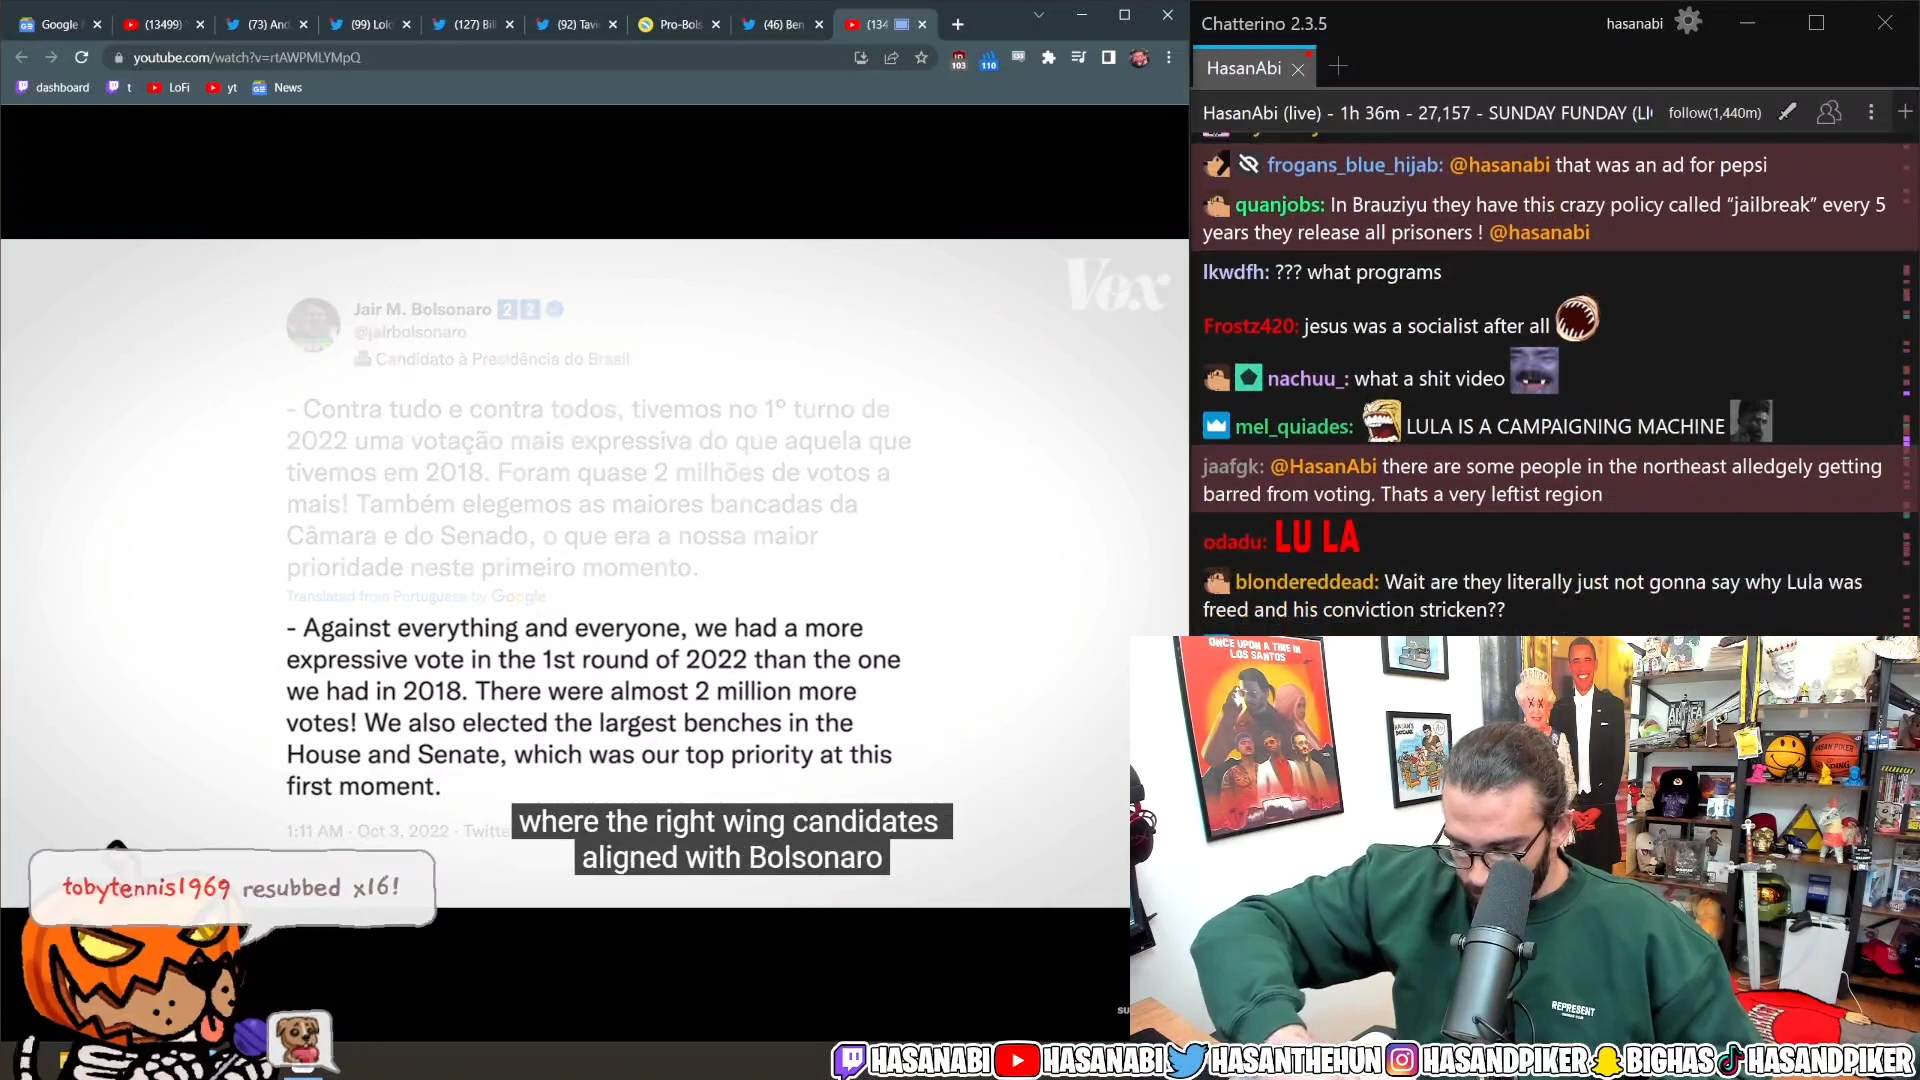 Google
(13499)
(73) And
(99) Lolo
(127) Bil
(92) Tavi
Pro-Bols
(46) Ben
(134
youtube.com/watch?v=rtAWPMLYMpQ
103
110
dashboard
t
LoFi
yt
News
Vox
Jair M. Bolsonaro 2 2
@jairbolsonaro
Candidato à Presidência do Brasil
- Contra tudo e contra todos, tivemos no 1° turno de
2022 uma votação mais expressiva do que aquela que
tivemos em 2018. Foram quase 2 milhões de votos a
mais! Também elegemos as maiores bancadas da
Câmara e do Senado, o que era a nossa maior
prioridade neste primeiro momento.
Translated from Portuguese by Google
- Against everything and everyone, we had a more
expressive vote in the 1st round of 2022 than the one
we had in 2018. There were almost 2 million more
votes! We also elected the largest benches in the
House and Senate, which was our top priority at this
first moment.
1:11 AM · Oct 3, 2022 · Twitte
where the right wing candidates
aligned with Bolsonaro
tobytennis1969 resubbed x16!
Chatterino 2.3.5
hasanabi
HasanAbi
HasanAbi (live) - 1h 36m - 27,157 - SUNDAY FUNDAY (LI
follow(1,440m)
frogans_blue_hijab: @hasanabi that was an ad for pepsi
quanjobs: In Brauziyu they have this crazy policy called “jailbreak” every 5
years they release all prisoners ! @hasanabi
lkwdfh: ??? what programs
Frostz420: jesus was a socialist after all
nachuu_: what a shit video
mel_quiades: LULA IS A CAMPAIGNING MACHINE
jaafgk: @HasanAbi there are some people in the northeast alledgely getting
barred from voting. Thats a very leftist region
odadu: LU LA
blondereddead: Wait are they literally just not gonna say why Lula was
freed and his conviction stricken??
ONCE UPON A TIME IN
LOS SANTOS
HASAN PIKER
REPRESENT
SU
HASANABI
HASANABI
HASANTHEHUN
HASANDPIKER
BIGHAS
HASANDPIKER